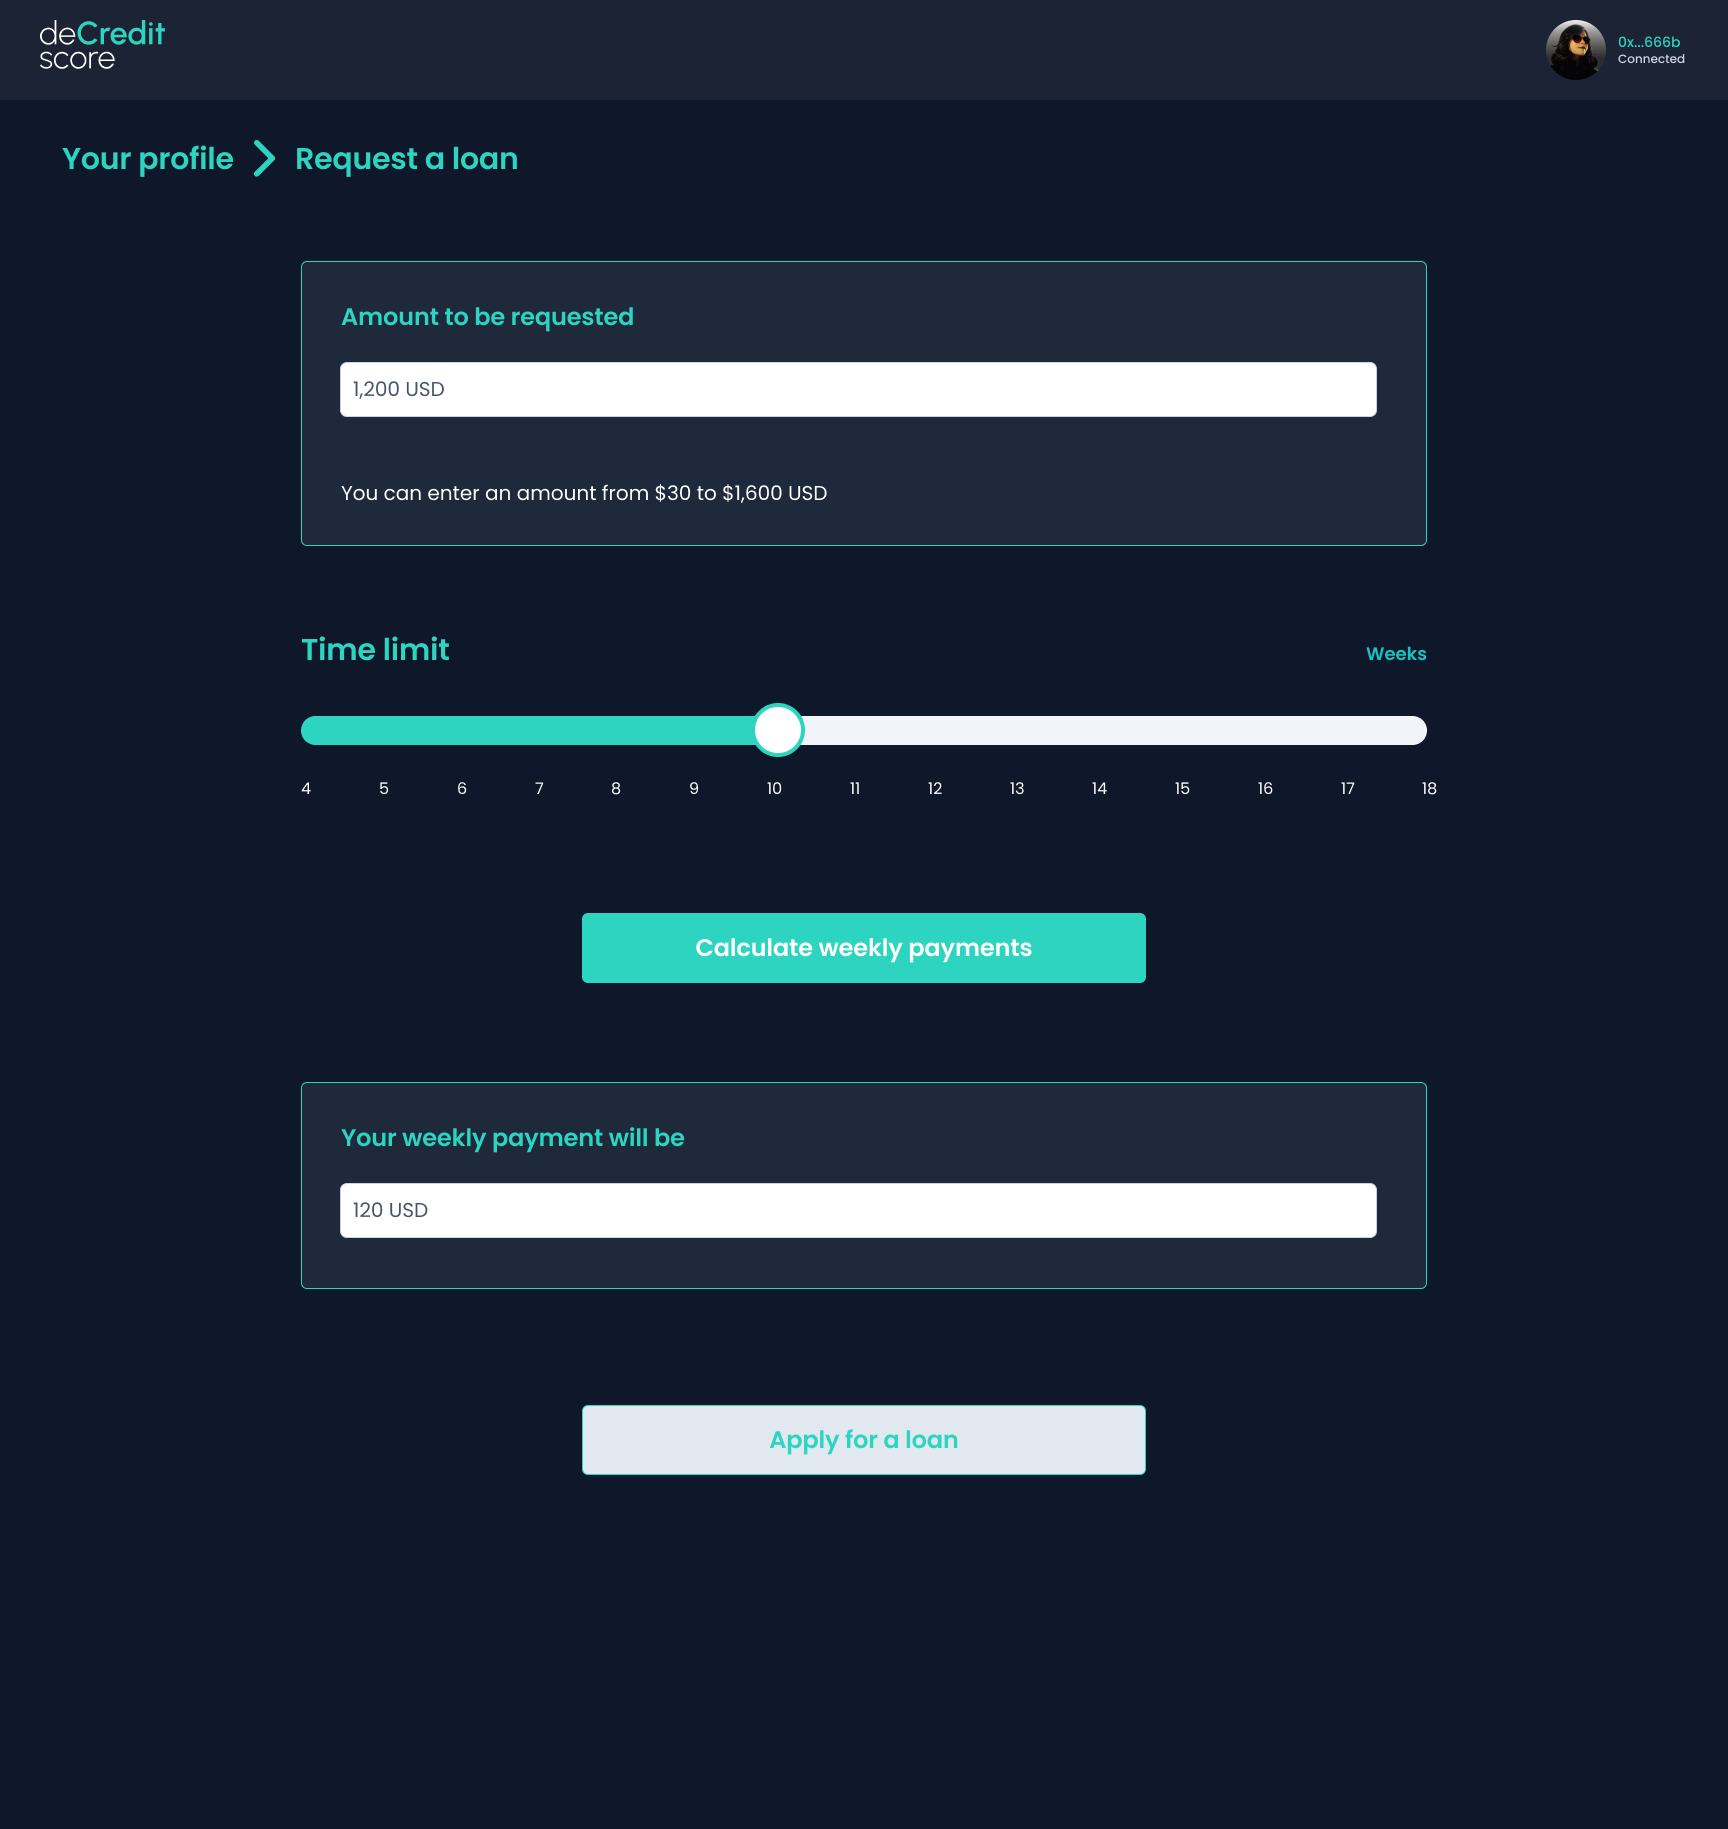 deCredit
score
0x...666b
Connected
Your profile
Request a loan
Amount to be requested
1,200 USD
You can enter an amount from $30 to $1,600 USD
Time limit
Weeks
4 5 6 7 8 9 10 11 12 13 14 15 16 17 18
Calculate weekly payments
Your weekly payment will be
120 USD
Apply for a loan